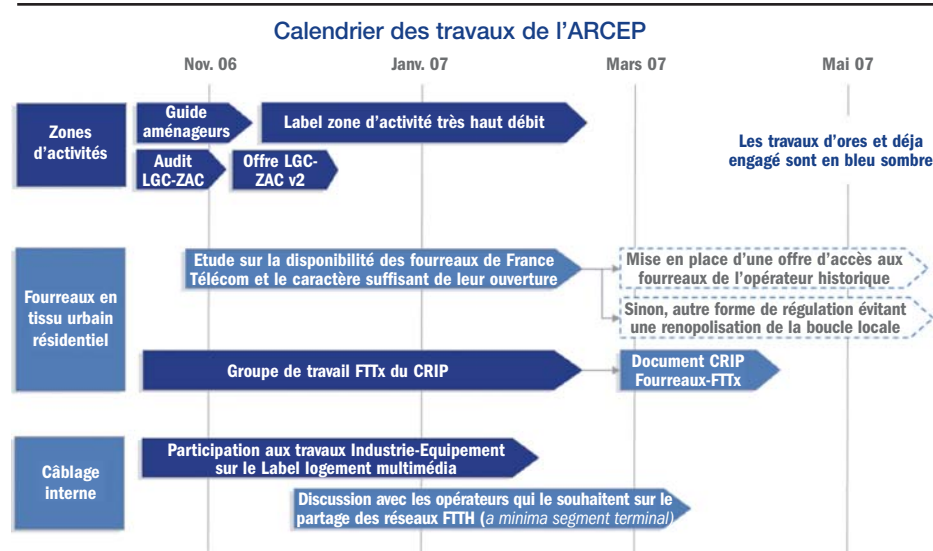 Calendrier des travaux de l'ARCEP
Nov. 06
Janv. 07
Mars 07
Mai 07
Zones
d'activités
Guide
aménageurs
Label zone d'activité très haut débit
Audit
LGC-ZAC
Offre LGC-
ZAC v2
Les travaux d'ores et déja
engagé sont en bleu sombre
Fourreaux en
tissu urbain
résidentiel
Etude sur la disponibilité des fourreaux de France
Télécom et le caractère suffisant de leur ouverture
Mise en place d'une offre d'accès aux
fourreaux de l'opérateur historique
Sinon, autre forme de régulation évitant
une renopolisation de la boucle locale
Groupe de travail FTTx du CRIP
Document CRIP
Fourreaux-FTTx
Câblage
interne
Participation aux travaux Industrie-Equipement
sur le Label logement multimédia
Discussion avec les opérateurs qui le souhaitent sur le
partage des réseaux FTTH (a minima segment terminal)